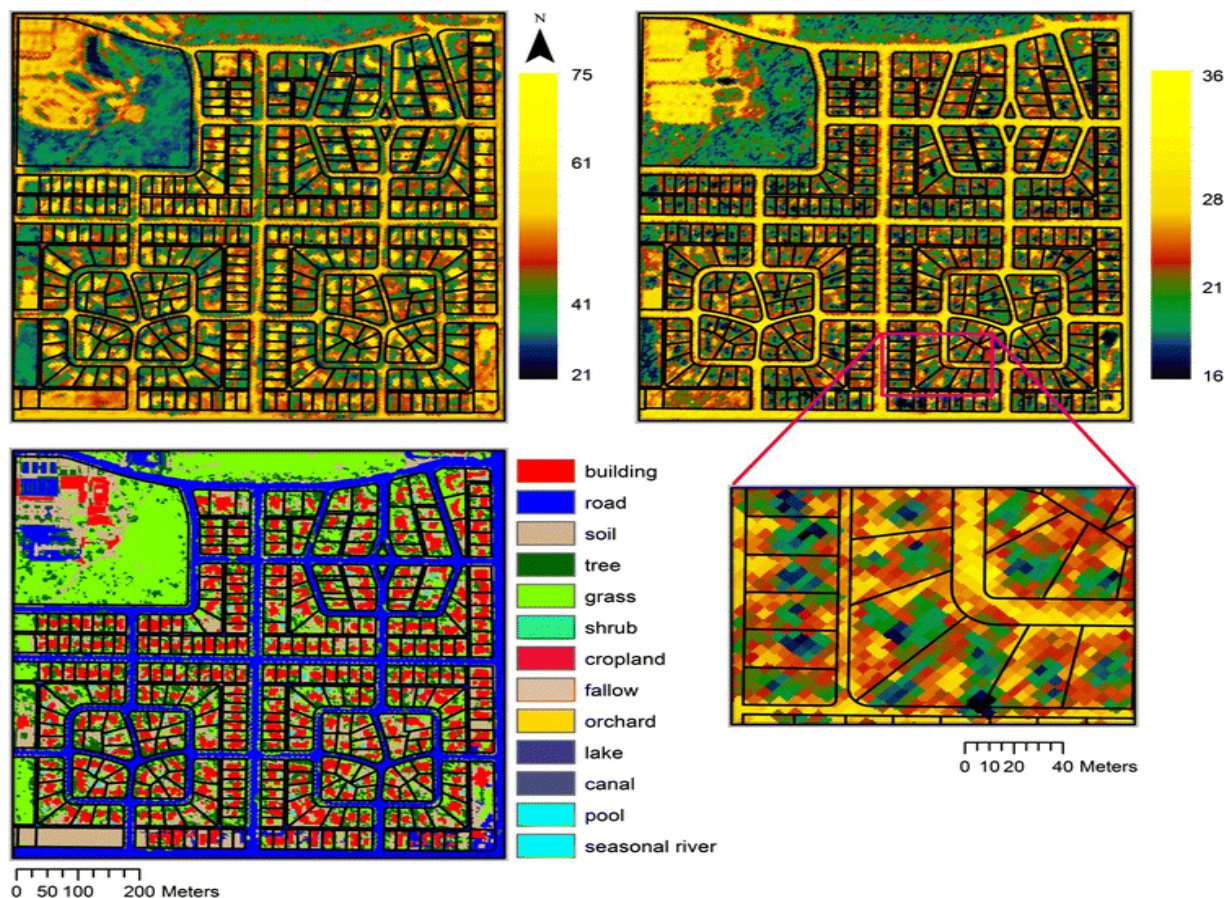 N
75
61
41
21
36
28
21
16
building
road
soil
tree
grass
shrub
cropland
fallow
orchard
lake
canal
pool
seasonal river
0 10 20 40 Meters
0 50 100 200 Meters